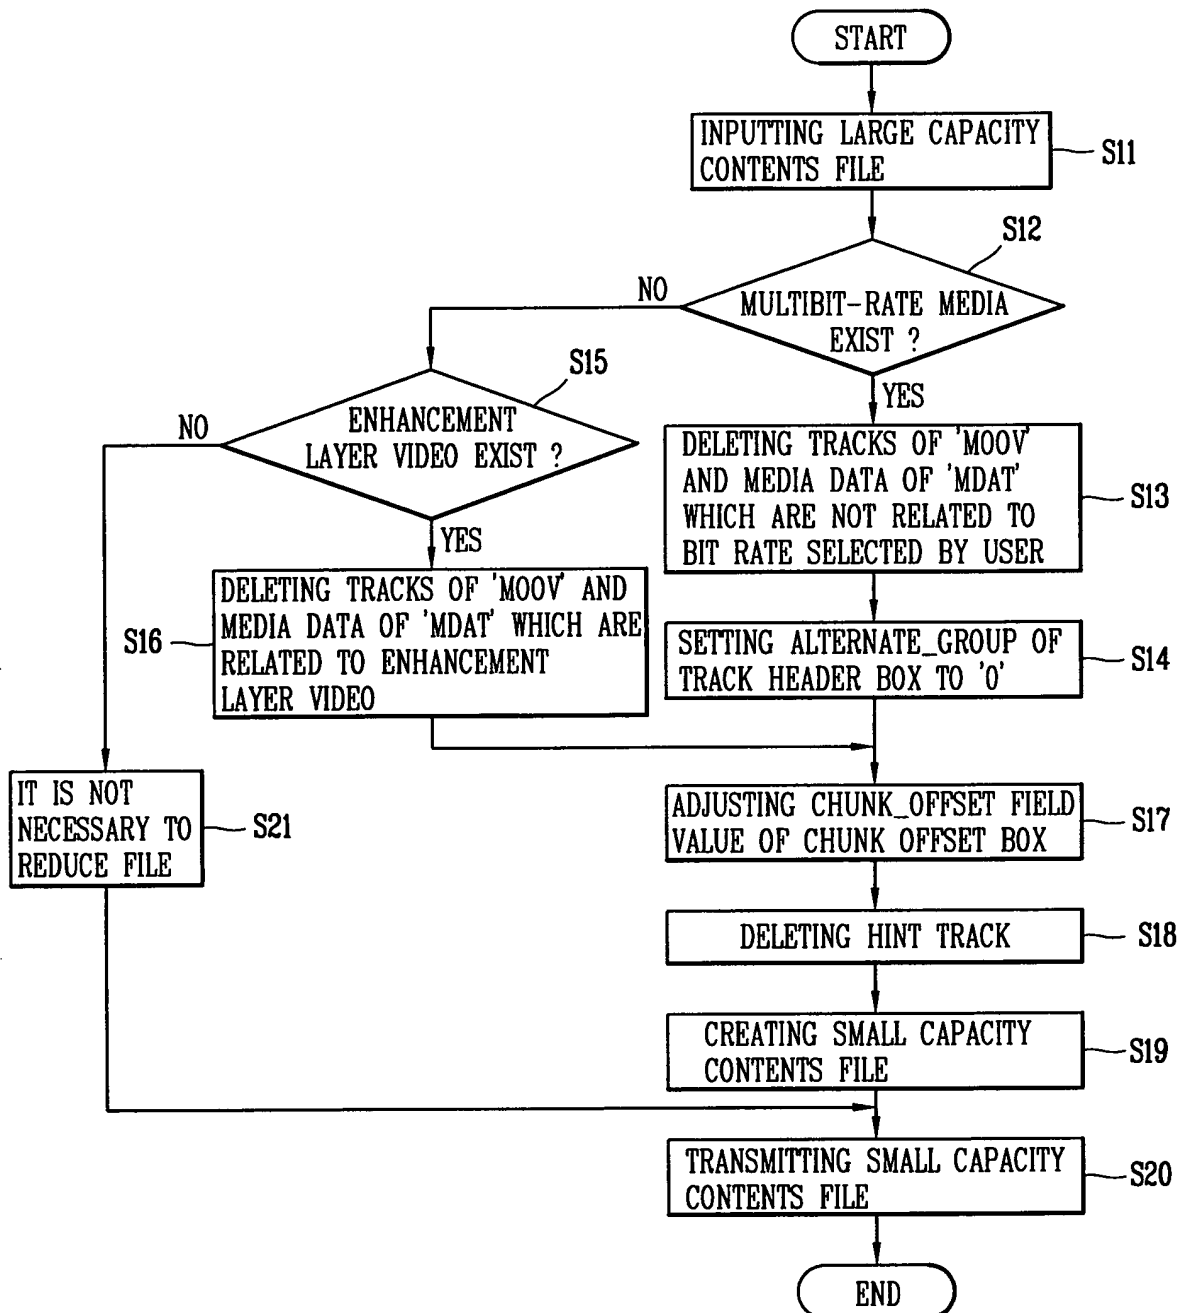 START
INPUTTING LARGE CAPACITY
CONTENTS FILE
S11
S12
NO
MULTIBIT-RATE MEDIA
EXIST ?
YES
S15
NO
ENHANCEMENT
LAYER VIDEO EXIST ?
YES
DELETING TRACKS OF 'MOOV'
AND MEDIA DATA OF 'MDAT'
WHICH ARE NOT RELATED TO
BIT RATE SELECTED BY USER
S13
DELETING TRACKS OF 'MOOV' AND
MEDIA DATA OF 'MDAT' WHICH ARE
RELATED TO ENHANCEMENT
LAYER VIDEO
S16
SETTING ALTERNATE_GROUP OF
TRACK HEADER BOX TO '0'
S14
IT IS NOT
NECESSARY TO
REDUCE FILE
S21
ADJUSTING CHUNK_OFFSET FIELD
VALUE OF CHUNK OFFSET BOX
S17
DELETING HINT TRACK
S18
CREATING SMALL CAPACITY
CONTENTS FILE
S19
TRANSMITTING SMALL CAPACITY
CONTENTS FILE
S20
END